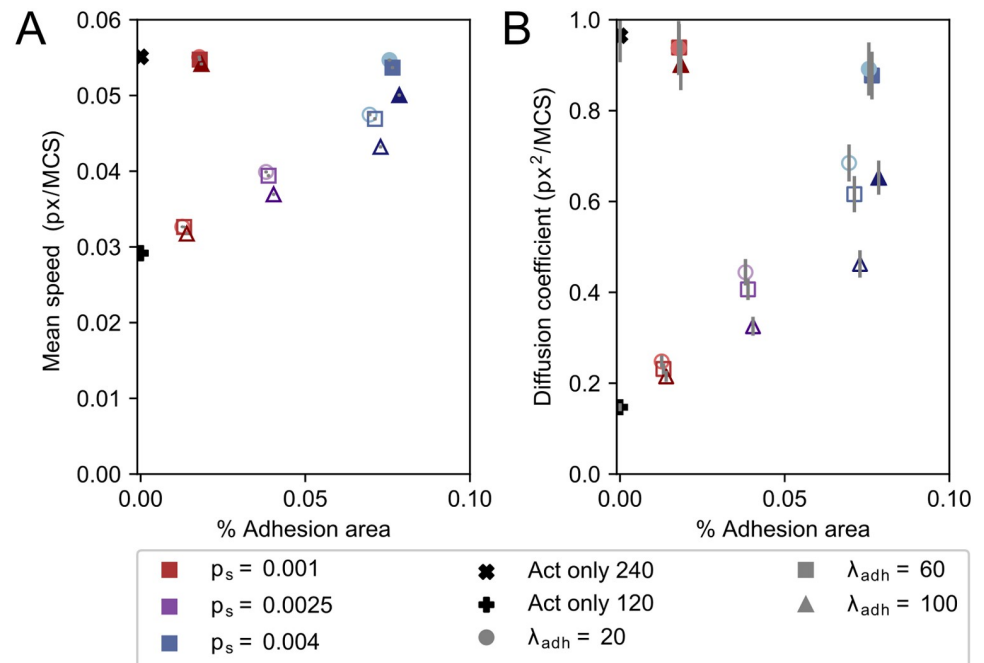 A
B
0.06
0.05
0.04
0.03
0.02
0.01
0.00
Mean speed (px/MCS)
0.00 0.05 0.10
% Adhesion area
1.0
0.8
0.6
0.4
0.2
0.0
Diffusion coefficient (px²/MCS)
0.00 0.05 0.10
% Adhesion area
pₛ = 0.001
pₛ = 0.0025
pₛ = 0.004
Act only 240
Act only 120
λadh = 20
λadh = 60
λadh = 100